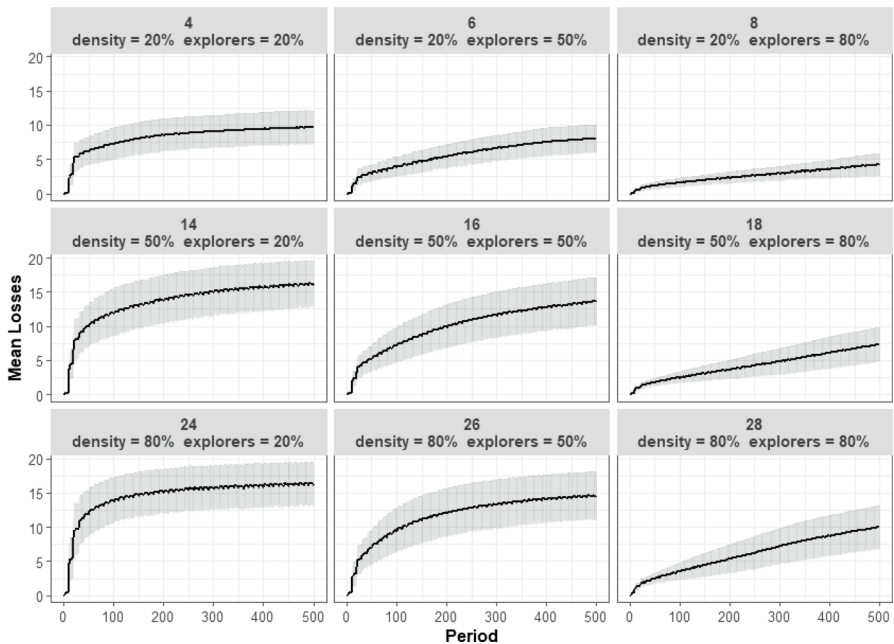 4
density = 20%  explorers = 20%
6
density = 20%  explorers = 50%
8
density = 20%  explorers = 80%
20
15
10
5
0
14
density = 50%  explorers = 20%
16
density = 50%  explorers = 50%
18
density = 50%  explorers = 80%
Mean Losses
20
15
10
5
0
24
density = 80%  explorers = 20%
26
density = 80%  explorers = 50%
28
density = 80%  explorers = 80%
20
15
10
5
0
0 100 200 300 400 500
0 100 200 300 400 500
0 100 200 300 400 500
Period